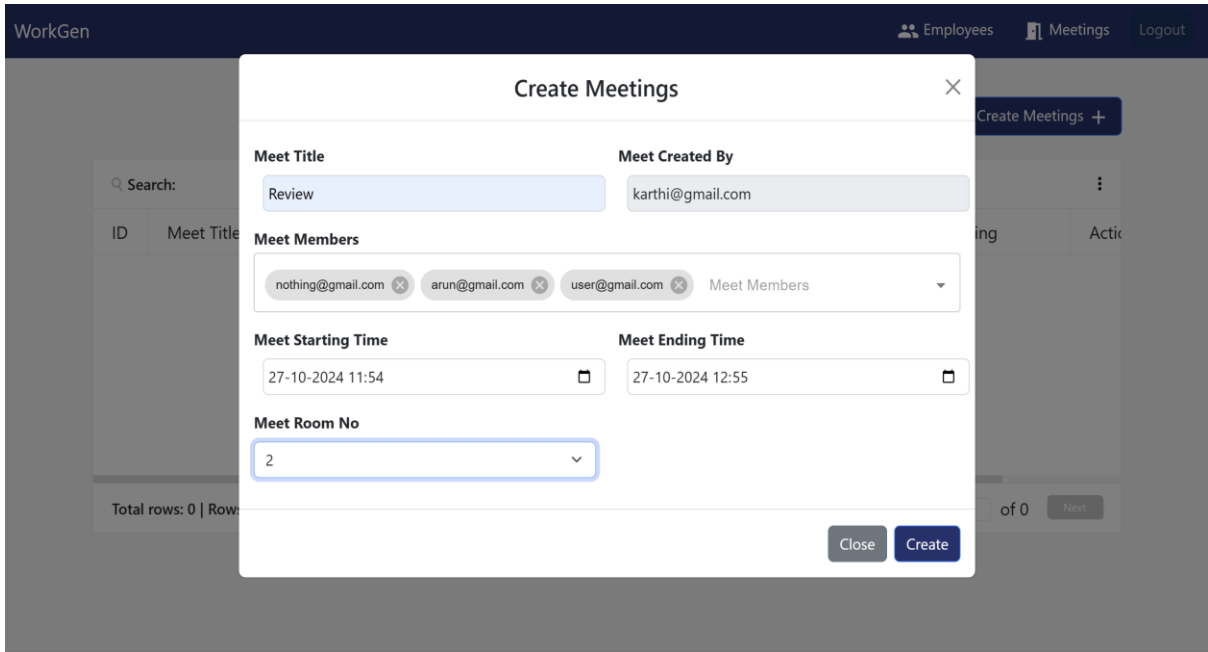 WorkGen Employees Meetings Logout
Create Meetings
Create Meetings +
Meet Title Meet Created By
Search:
Review karthi@gmail.com
ID Meet Title ing
Meet Members
nothing@gmail.com arun@gmail.com user@gmail.com Meet Members
Meet Starting Time Meet Ending Time
27-10-2024 11:54 27-10-2024 12:55
Meet Room No
2
Total rows: 0 | Row of 0 Next
Close Create